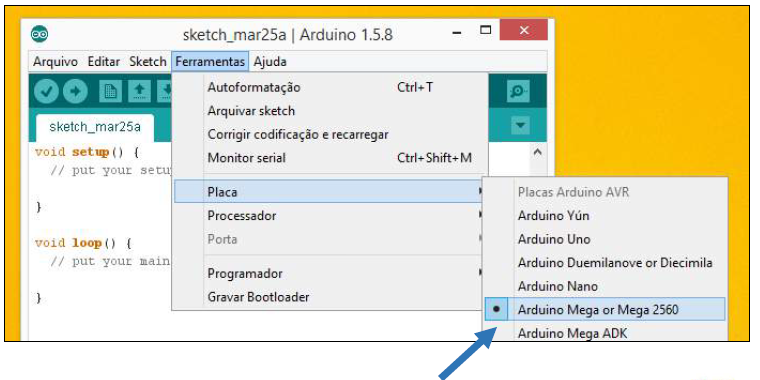 sketch_mar25a | Arduino 1.5.8
Arquivo Editar Sketch Ferramentas Ajuda
sketch_mar25a
void setup() {
// put your setu
}
void loop() {
// put your main
}
Autoformatação Ctrl+T
Arquivar sketch
Corrigir codificação e recarregar
Monitor serial Ctrl+Shift+M
Placa
Processador
Porta
Programador
Gravar Bootloader
Placas Arduino AVR
Arduino Yún
Arduino Uno
Arduino Duemilanove or Diecimila
Arduino Nano
Arduino Mega or Mega 2560
Arduino Mega ADK